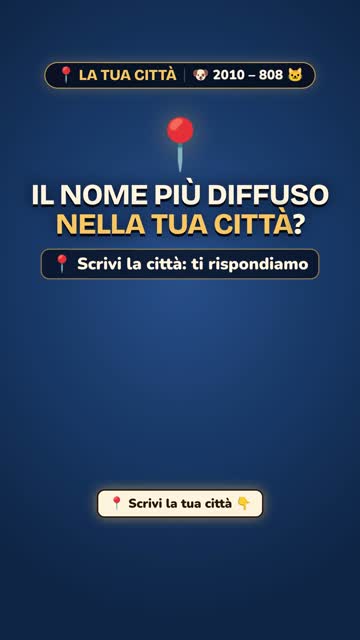 📍 LA TUA CITTÀ | 🐶 2010 – 808 🐱
IL NOME PIÙ DIFFUSO
NELLA TUA CITTÀ?
📍 Scrivi la città: ti rispondiamo
📍 Scrivi la tua città 👇